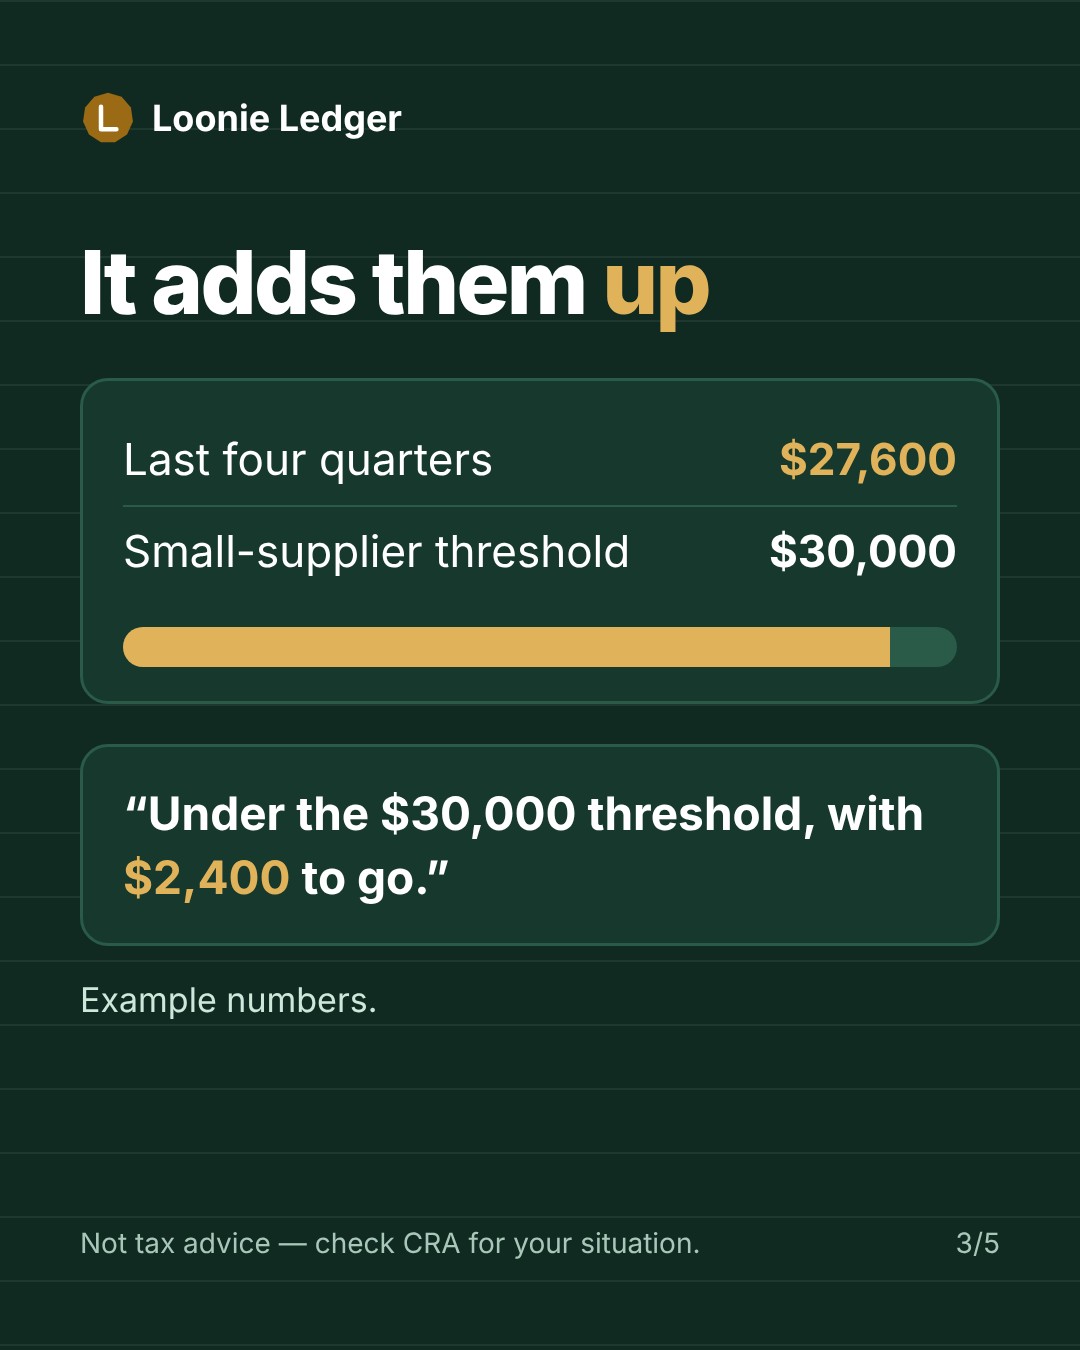 L Loonie Ledger
It adds them up
Last four quarters $27,600
Small-supplier threshold $30,000
“Under the $30,000 threshold, with
$2,400 to go.”
Example numbers.
Not tax advice — check CRA for your situation. 3/5